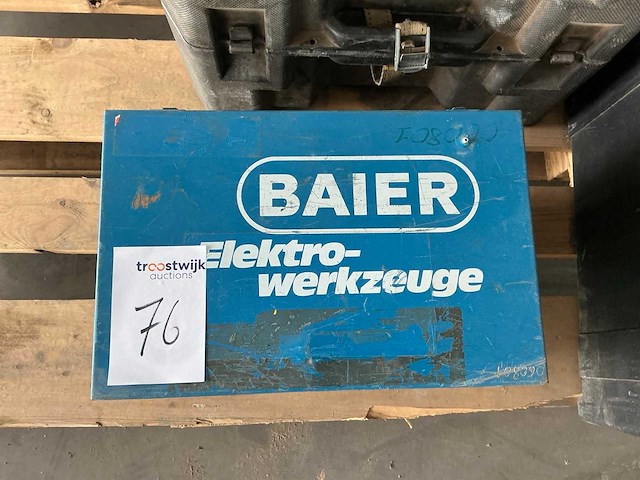 BAIER
Elektro-
werkzeuge
troostwijk
auctions
76